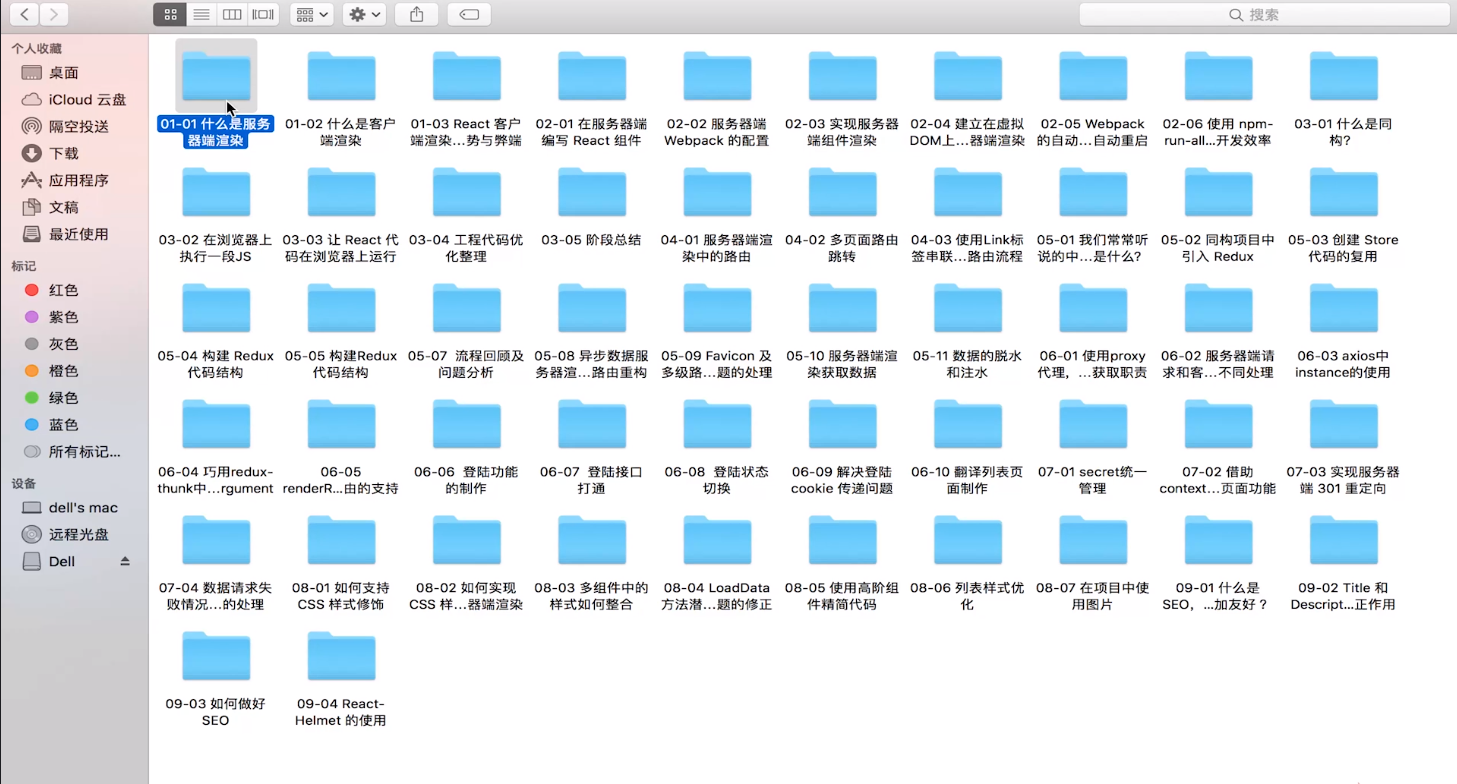 搜索
个人收藏
桌面
iCloud 云盘
隔空投送
下载
应用程序
文稿
最近使用
标记
红色
紫色
灰色
橙色
绿色
蓝色
所有标记...
设备
dell's mac
远程光盘
Dell
01-01 什么是服务
器端渲染
01-02 什么是客户
端渲染
01-03 React 客户
端渲染...势与弊端
02-01 在服务器端
编写 React 组件
02-02 服务器端
Webpack 的配置
02-03 实现服务器
端组件渲染
02-04 建立在虚拟
DOM上...器端渲染
02-05 Webpack
的自动...自动重启
02-06 使用 npm-
run-all...开发效率
03-01 什么是同
构?
03-02 在浏览器上
执行一段JS
03-03 让 React 代
码在浏览器上运行
03-04 工程代码优
化整理
03-05 阶段总结
04-01 服务器端渲
染中的路由
04-02 多页面路由
跳转
04-03 使用Link标
签串联...路由流程
05-01 我们常常听
说的中...是什么?
05-02 同构项目中
引入 Redux
05-03 创建 Store
代码的复用
05-04 构建 Redux
代码结构
05-05 构建Redux
代码结构
05-07 流程回顾及
问题分析
05-08 异步数据服
务器渲...路由重构
05-09 Favicon 及
多级路...题的处理
05-10 服务器端渲
染获取数据
05-11 数据的脱水
和注水
06-01 使用proxy
代理，...获取职责
06-02 服务器端请
求和客...不同处理
06-03 axios中
instance的使用
06-04 巧用redux-
thunk中...rgument
06-05
renderR...由的支持
06-06 登陆功能
的制作
06-07 登陆接口
打通
06-08 登陆状态
切换
06-09 解决登陆
cookie 传递问题
06-10 翻译列表页
面制作
07-01 secret统一
管理
07-02 借助
context...页面功能
07-03 实现服务器
端 301 重定向
07-04 数据请求失
败情况...的处理
08-01 如何支持
CSS 样式修饰
08-02 如何实现
CSS 样...器端渲染
08-03 多组件中的
样式如何整合
08-04 LoadData
方法潜...题的修正
08-05 使用高阶组
件精简代码
08-06 列表样式优
化
08-07 在项目中使
用图片
09-01 什么是
SEO，...加友好？
09-02 Title 和
Descript...正作用
09-03 如何做好
SEO
09-04 React-
Helmet 的使用